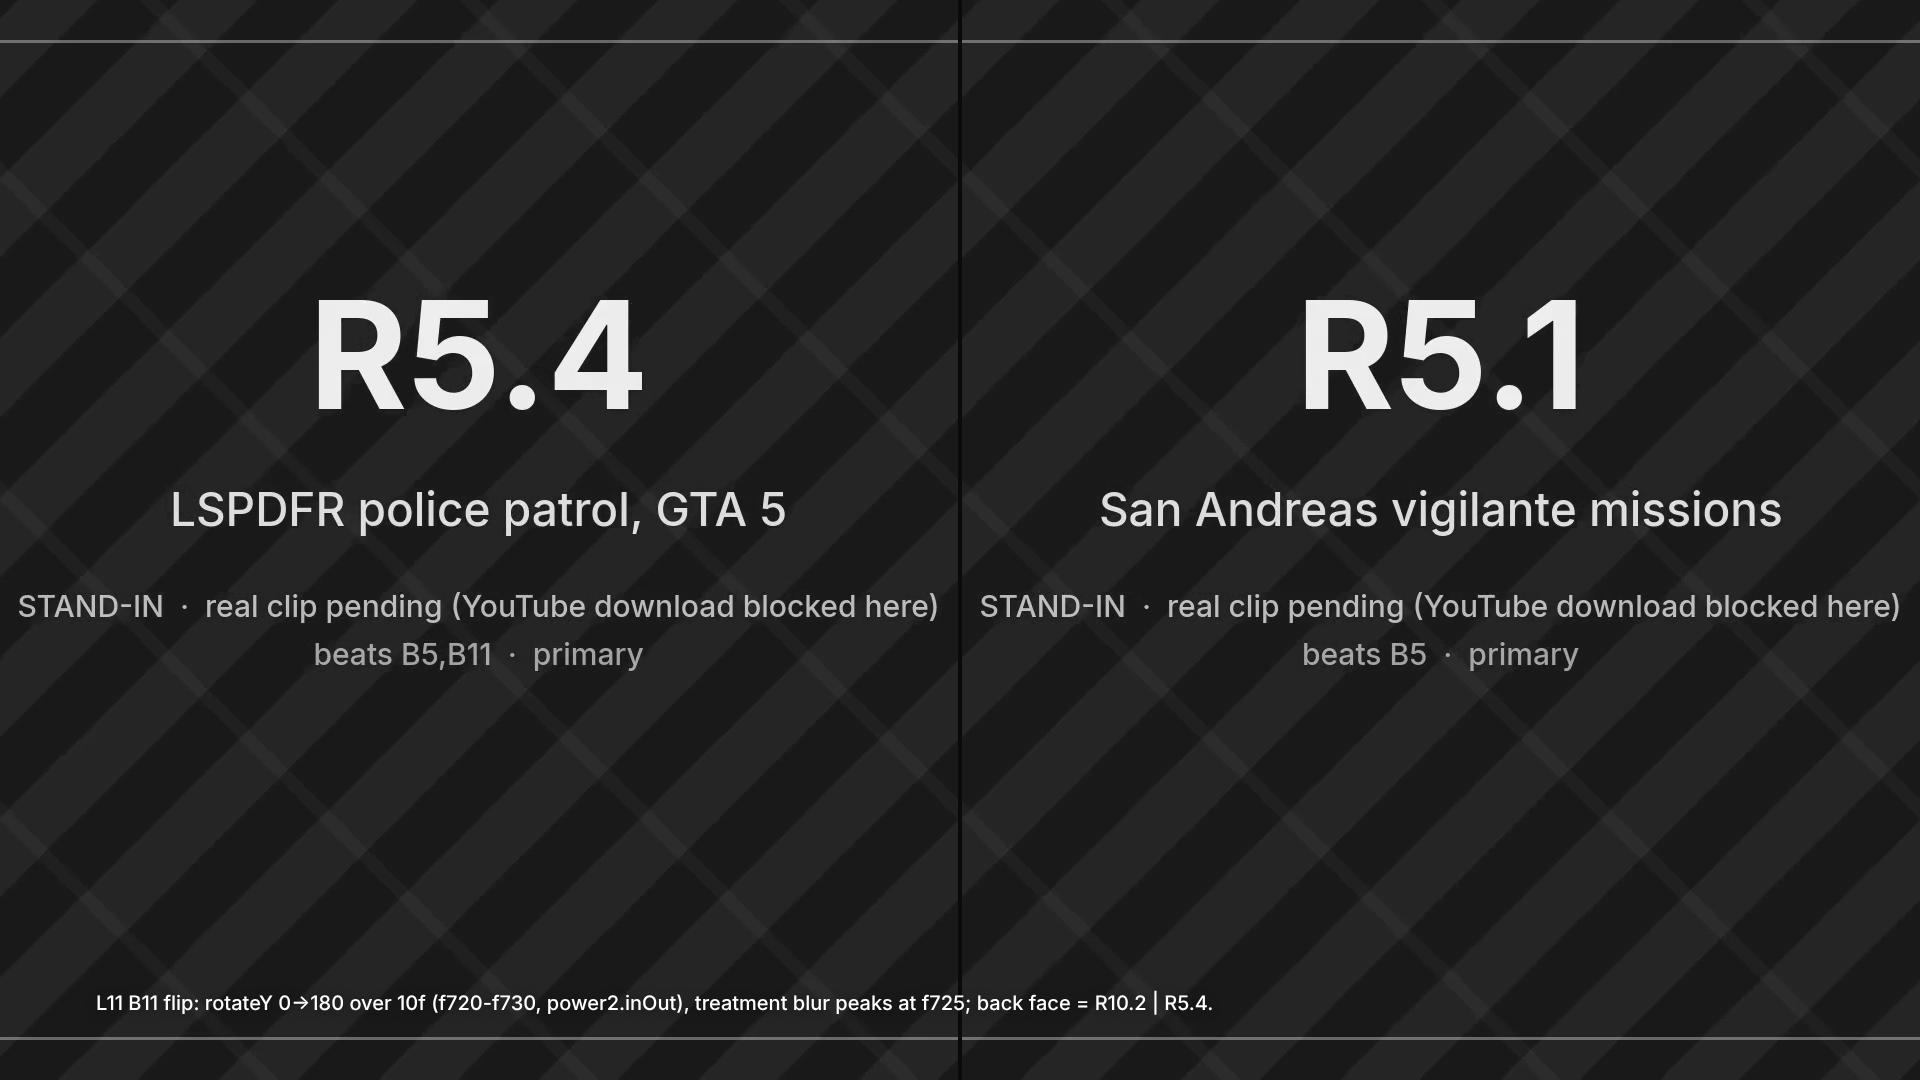 R5.4
LSPDFR police patrol, GTA 5
STAND-IN · real clip pending (YouTube download blocked here)
beats B5,B11 · primary
R5.1
San Andreas vigilante missions
STAND-IN · real clip pending (YouTube download blocked here)
beats B5 · primary
L11 B11 flip: rotateY 0→180 over 10f (f720-f730, power2.inOut), treatment blur peaks at f725; back face = R10.2 | R5.4.